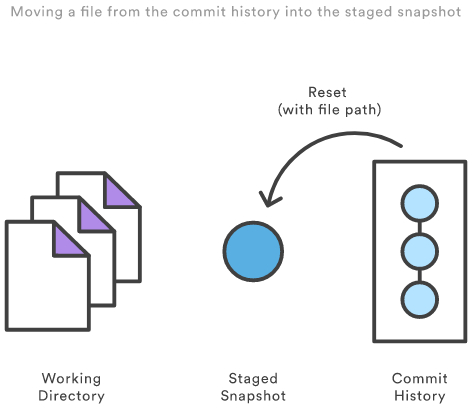 Moving a file from the commit history into the staged snapshot
Reset
(with file path)
Working
Directory
Staged
Snapshot
Commit
History